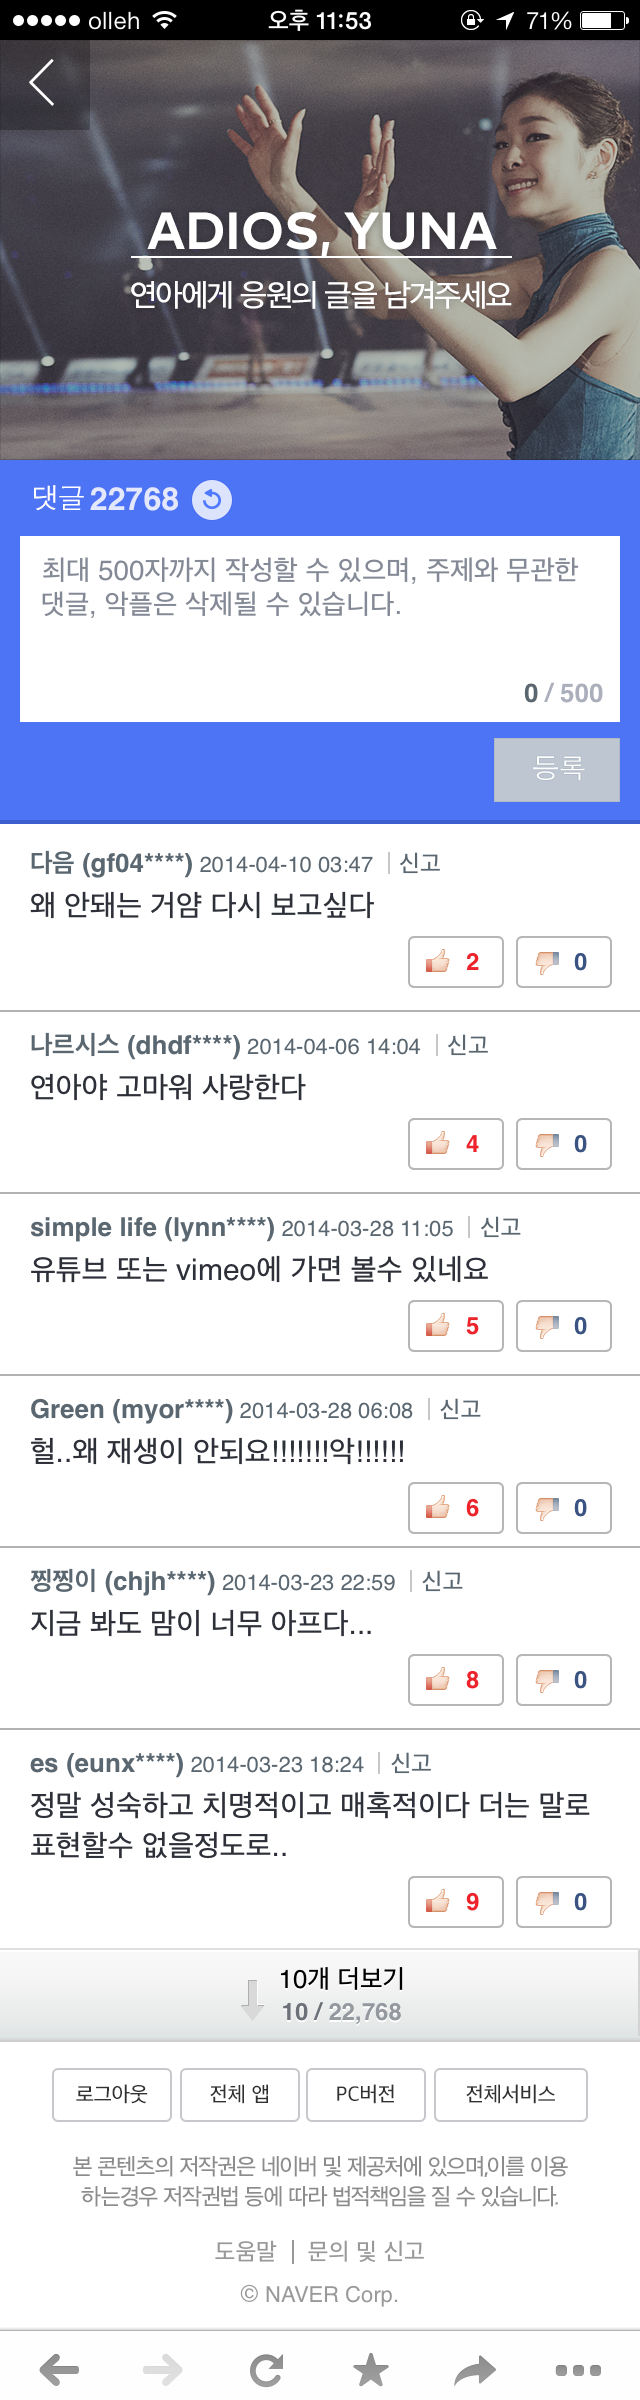 olleh 오후 11:53 71%
ADIOS, YUNA
연아에게 응원의 글을 남겨주세요
댓글 22768
최대 500자까지 작성할 수 있으며, 주제와 무관한
댓글, 악플은 삭제될 수 있습니다.
0 / 500
등록
다음 (gf04****) 2014-04-10 03:47 | 신고
왜 안돼는 거얌 다시 보고싶다
2 0
나르시스 (dhdf****) 2014-04-06 14:04 | 신고
연아야 고마워 사랑한다
4 0
simple life (lynn****) 2014-03-28 11:05 | 신고
유튜브 또는 vimeo에 가면 볼수 있네요
5 0
Green (myor****) 2014-03-28 06:08 | 신고
헐..왜 재생이 안되요!!!!!!!악!!!!!!
6 0
찡찡이 (chjh****) 2014-03-23 22:59 | 신고
지금 봐도 맘이 너무 아프다...
8 0
es (eunx****) 2014-03-23 18:24 | 신고
정말 성숙하고 치명적이고 매혹적이다 더는 말로
표현할수 없을정도로..
9 0
10개 더보기
10 / 22,768
로그아웃 전체 앱 PC버전 전체서비스
본 콘텐츠의 저작권은 네이버 및 제공처에 있으며,이를 이용
하는경우 저작권법 등에 따라 법적책임을 질 수 있습니다.
도움말 | 문의 및 신고
© NAVER Corp.